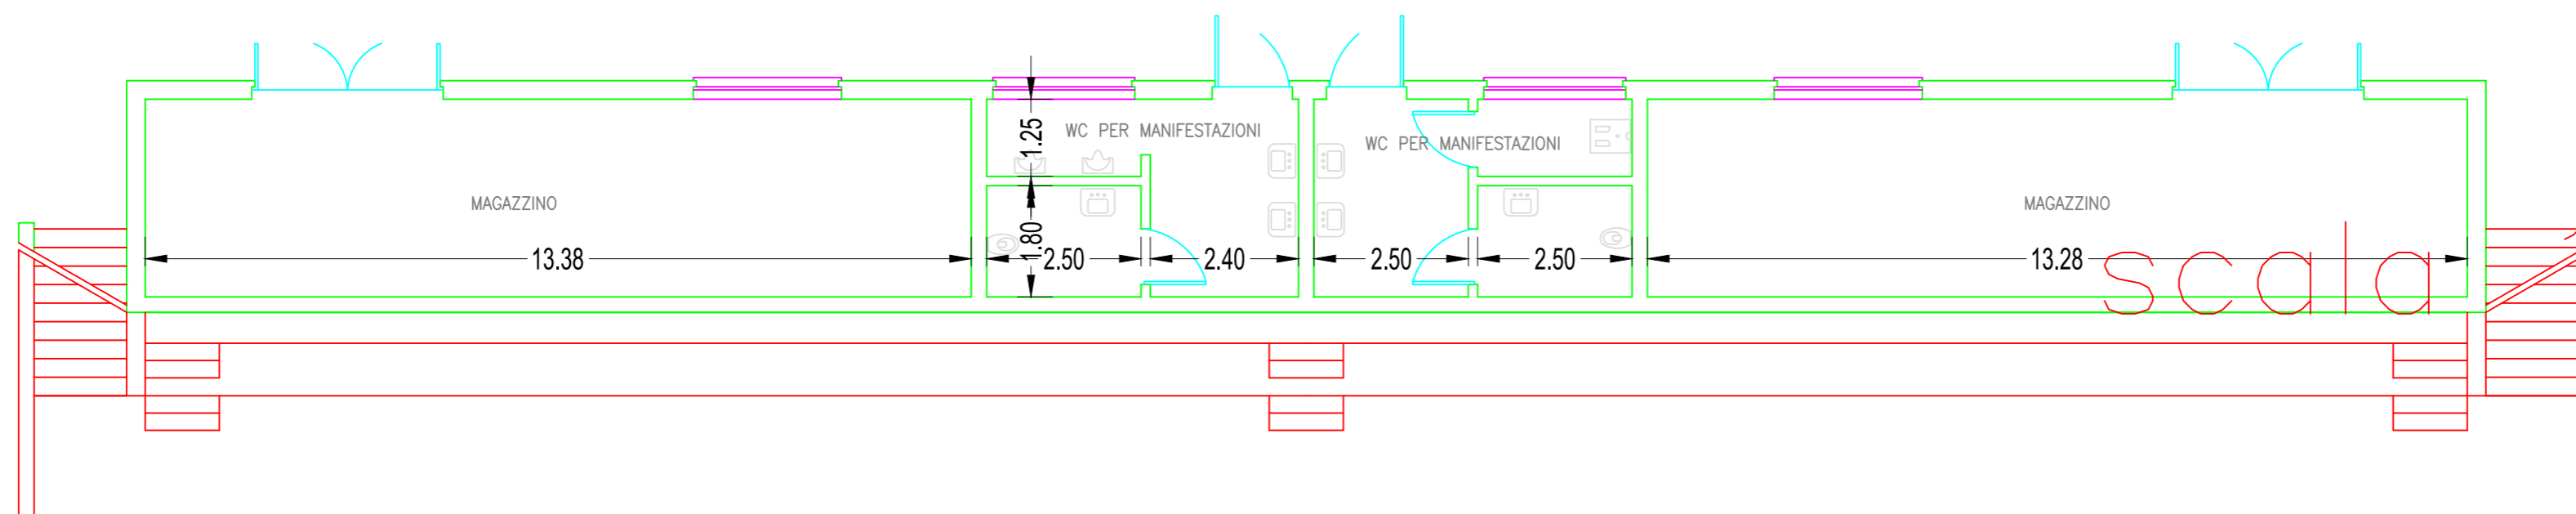 1.25
WC PER MANIFESTAZIONI
WC PER MANIFESTAZIONI
MAGAZZINO
MAGAZZINO
1.80
13.38
2.50
2.40
2.50
2.50
13.28
scala